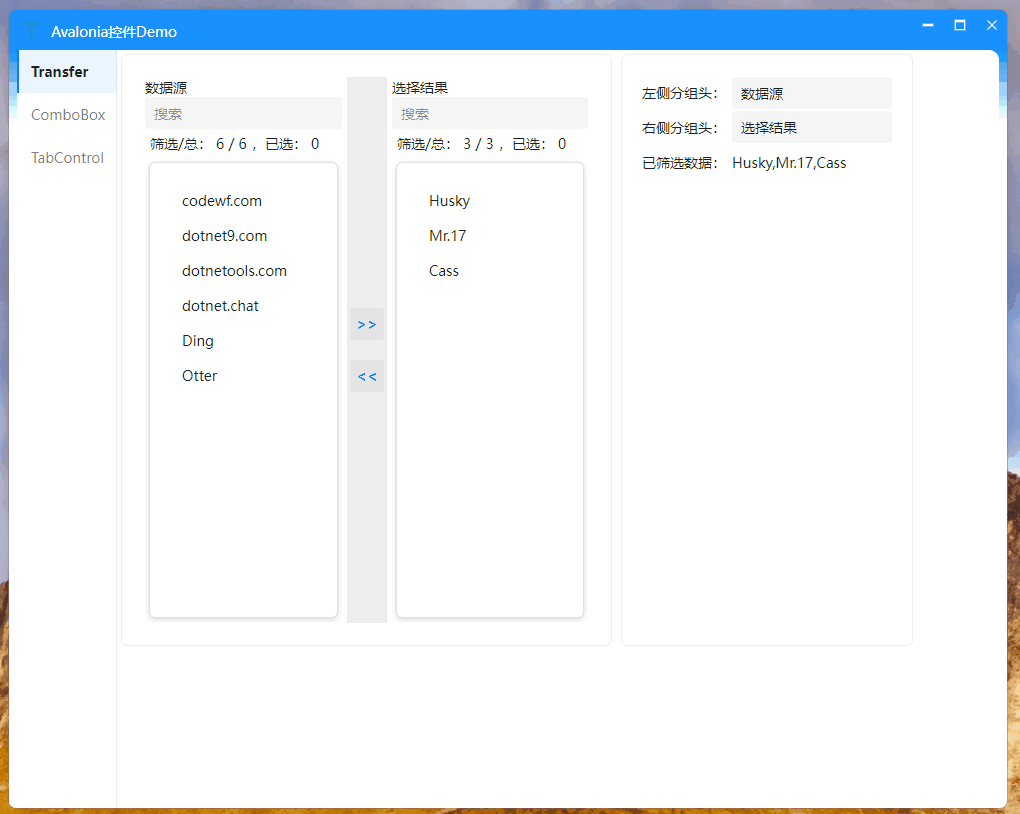 Avalonia控件Demo
Transfer
ComboBox
TabControl
数据源
搜索
筛选/总： 6 / 6 ，已选： 0
codewf.com
dotnet9.com
dotnetools.com
dotnet.chat
Ding
Otter
>>
<<
选择结果
搜索
筛选/总： 3 / 3 ，已选： 0
Husky
Mr.17
Cass
左侧分组头： 数据源
右侧分组头： 选择结果
已筛选数据： Husky,Mr.17,Cass